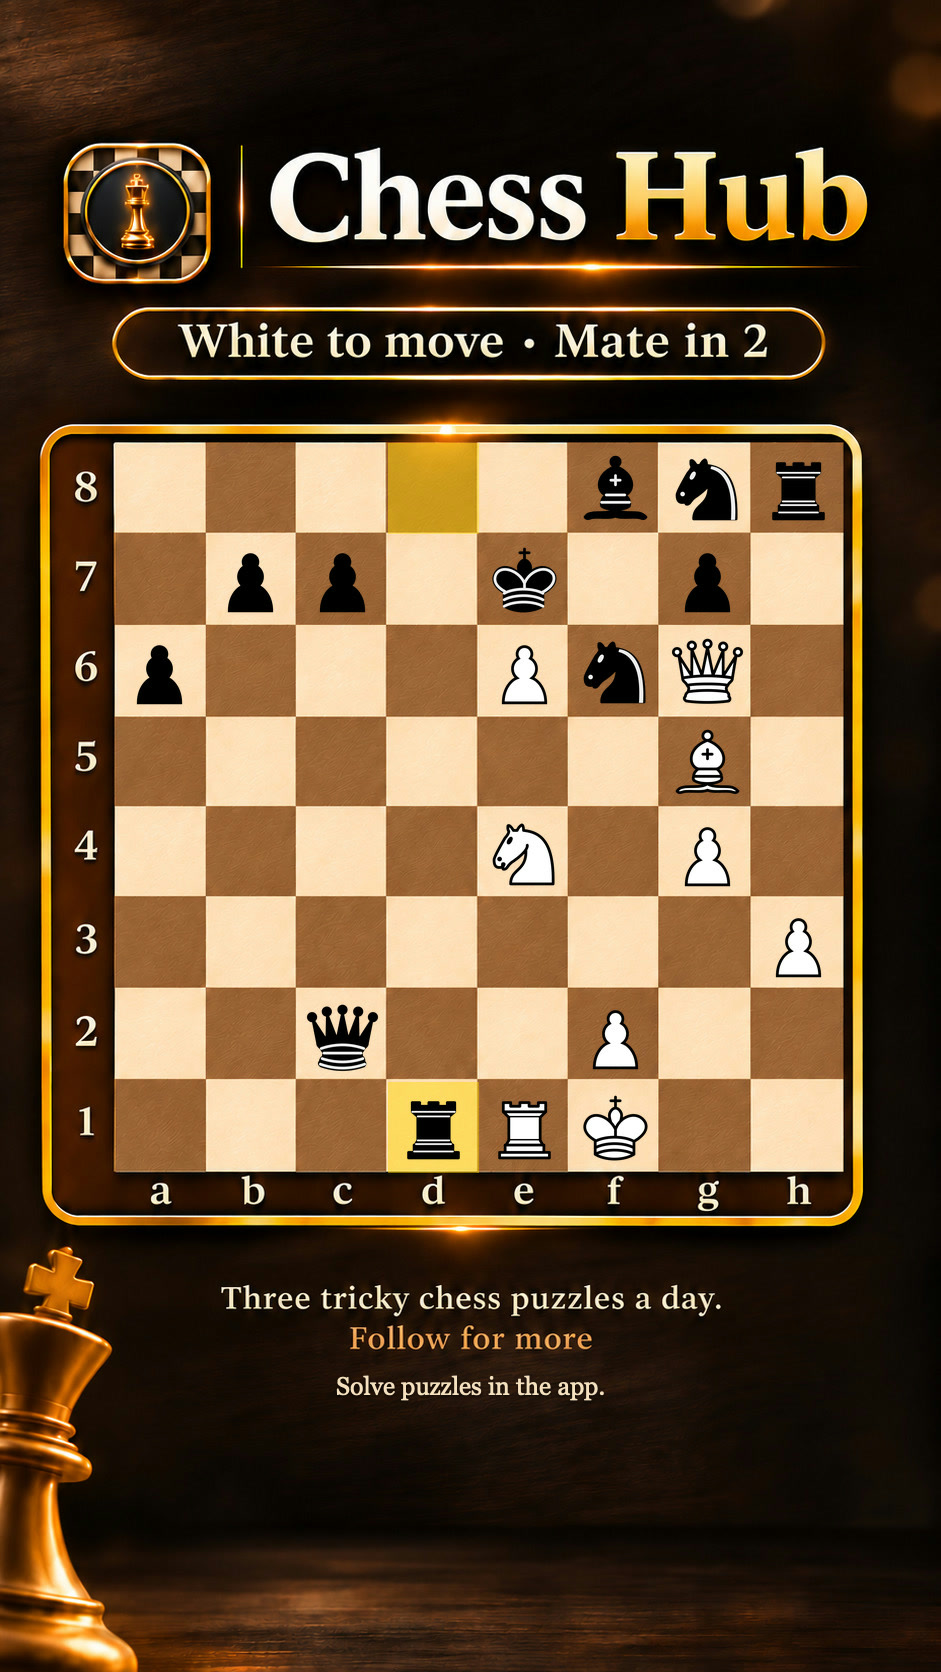 Chess Hub
White to move • Mate in 2
8
7
6
5
4
3
2
1
a b c d e f g h
Three tricky chess puzzles a day.
Follow for more
Solve puzzles in the app.